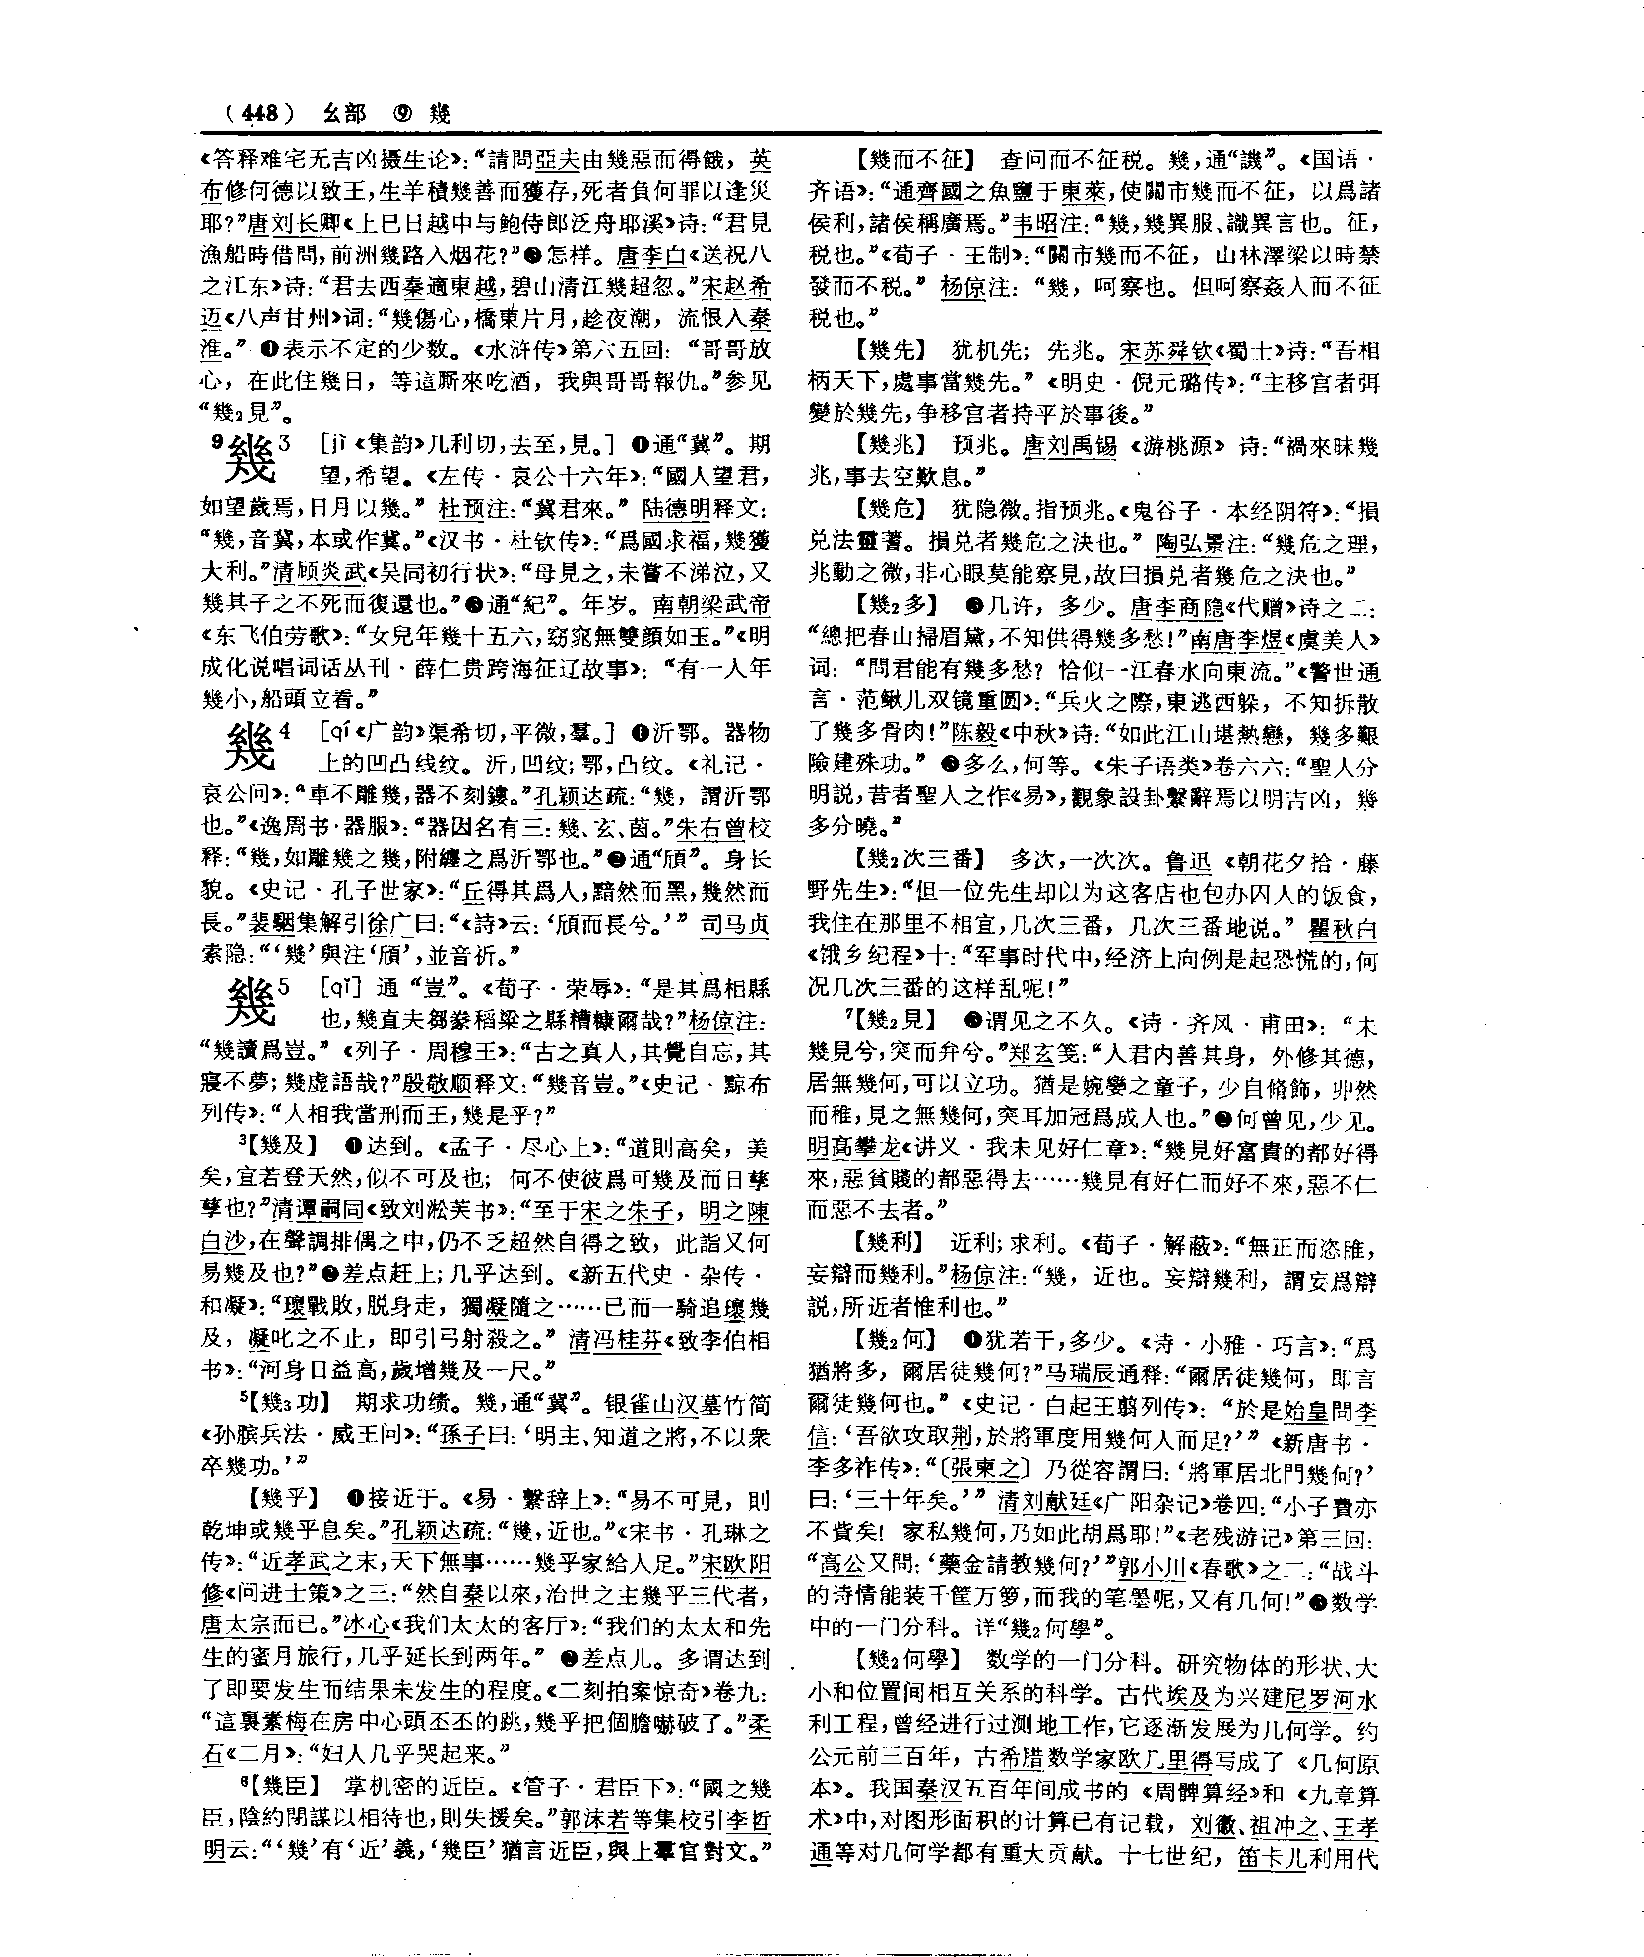 （448） 幺部 ⑨ 幾
《答释难宅无吉凶摄生论》：“請問亞夫由幾惡而得餓，英
布修何德以致王，生羊積幾善而獲存，死者負何罪以逢災
耶？”唐刘长卿《上巳日越中与鲍侍郎泛舟耶溪》诗：“君見
漁船時借問，前洲幾路入烟花？”❸怎样。唐李白《送祝八
之江东》诗：“君去西秦適東越，碧山清江幾超忽。”宋赵希
迈《八声甘州》词：“幾傷心，橋東片月，趁夜潮，流恨入秦
淮。”❹表示不定的少数。《水浒传》第六五回：“哥哥放
心，在此住幾日，等這厮來吃酒，我與哥哥報仇。”参见
“幾₂見”。
⁹幾3 ［jì《集韵》几利切，去至，見。］❶通“冀”。期
望，希望。《左传·哀公十六年》：“國人望君，
如望歲焉，日月以幾。”杜预注：“冀君來。”陆德明释文：
“幾，音冀，本或作冀。”《汉书·杜钦传》：“爲國求福，幾獲
大利。”清顾炎武《吴同初行状》：“母見之，未嘗不涕泣，又
幾其子之不死而復還也。”❷通“紀”。年岁。南朝梁武帝
《东飞伯劳歌》：“女兒年幾十五六，窈窕無雙顔如玉。”《明
成化说唱词话丛刊·薛仁贵跨海征辽故事》：“有一人年
幾小，船頭立看。”
幾4 ［qí《广韵》渠希切，平微，羣。］❶沂鄂。器物
上的凹凸线纹。沂，凹纹；鄂，凸纹。《礼记·
哀公问》：“車不雕幾，器不刻鏤。”孔颖达疏：“幾，謂沂鄂
也。”《逸周书·器服》：“器因名有三：幾、玄、茵。”朱右曾校
释：“幾，如雕幾之幾，附纏之爲沂鄂也。”❷通“頎”。身长
貌。《史记·孔子世家》：“丘得其爲人，黯然而黑，幾然而
長。”裴駰集解引徐广曰：“《詩》云：‘頎而長兮。’”司马贞
索隐：“‘幾’與注‘頎’，並音祈。”
幾5 ［qǐ］通“豈”。《荀子·荣辱》：“是其爲相縣
也，幾直夫芻豢稻粱之縣糟糠爾哉？”杨倞注：
“幾讀爲豈。”《列子·周穆王》：“古之真人，其覺自忘，其
寢不夢；幾虚語哉？”殷敬顺释文：“幾音豈。”《史记·黥布
列传》：“人相我當刑而王，幾是乎？”
³【幾及】 ❶达到。《孟子·尽心上》：“道則高矣，美
矣，宜若登天然，似不可及也；何不使彼爲可幾及而日孳
孳也？”清谭嗣同《致刘淞芙书》：“至于宋之朱子，明之陳
白沙，在聲調排偶之中，仍不乏超然自得之致，此詣又何
易幾及也？”❷差点赶上；几乎达到。《新五代史·杂传·
和凝》：“瓌戰敗，脱身走，獨凝隨之……已而一騎追瓌幾
及，凝叱之不止，即引弓射殺之。”清冯桂芬《致李伯相
书》：“河身日益高，歲增幾及一尺。”
⁵【幾₃功】 期求功绩。幾，通“冀”。银雀山汉墓竹简
《孙膑兵法·威王问》：“孫子曰：‘明主、知道之將，不以衆
卒幾功。’”
【幾乎】 ❶接近于。《易·繫辞上》：“易不可見，則
乾坤或幾乎息矣。”孔颖达疏：“幾，近也。”《宋书·孔琳之
传》：“近孝武之末，天下無事……幾乎家給人足。”宋欧阳
修《问进士策》之三：“然自秦以來，治世之主幾乎三代者，
唐太宗而已。”冰心《我们太太的客厅》：“我们的太太和先
生的蜜月旅行，几乎延长到两年。”❷差点儿。多谓达到
了即要发生而结果未发生的程度。《二刻拍案惊奇》卷九：
“這裏素梅在房中心頭丕丕的跳，幾乎把個膽嚇破了。”柔
石《二月》：“妇人几乎哭起来。”
⁶【幾臣】 掌机密的近臣。《管子·君臣下》：“國之幾
臣，陰約閉謀以相待也，則失援矣。”郭沫若等集校引李哲
明云：“‘幾’有‘近’義，‘幾臣’猶言近臣，與上羣官對文。”
【幾而不征】 查问而不征税。幾，通“譏”。《国语·
齐语》：“通齊國之魚鹽于東萊，使關市幾而不征，以爲諸
侯利，諸侯稱廣焉。”韦昭注：“幾，幾異服、識異言也。征，
税也。”《荀子·王制》：“關市幾而不征，山林澤梁以時禁
發而不税。”杨倞注：“幾，呵察也。但呵察姦人而不征
税也。”
【幾先】 犹机先；先兆。宋苏舜钦《蜀士》诗：“吾相
柄天下，處事當幾先。”《明史·倪元璐传》：“主移宫者弭
變於幾先，争移宫者持平於事後。”
【幾兆】 预兆。唐刘禹锡《游桃源》诗：“禍來昧幾
兆，事去空歎息。”
【幾危】 犹隐微。指预兆。《鬼谷子·本经阴符》：“損
兑法靈蓍。損兑者幾危之決也。”陶弘景注：“幾危之理，
兆動之微，非心眼莫能察見，故曰損兑者幾危之決也。”
【幾₂多】 ❶几许，多少。唐李商隐《代赠》诗之二：
“總把春山掃眉黛，不知供得幾多愁！”南唐李煜《虞美人》
词：“問君能有幾多愁？恰似一江春水向東流。”《警世通
言·范鳅儿双镜重圆》：“兵火之際，東逃西躲，不知拆散
了幾多骨肉！”陈毅《中秋》诗：“如此江山堪熱戀，幾多艱
險建殊功。”❷多么，何等。《朱子语类》卷六六：“聖人分
明説，昔者聖人之作《易》，觀象設卦繫辭焉以明吉凶，幾
多分曉。”
【幾₂次三番】 多次，一次次。鲁迅《朝花夕拾·藤
野先生》：“但一位先生却以为这客店也包办囚人的饭食，
我住在那里不相宜，几次三番，几次三番地说。”瞿秋白
《饿乡纪程》十：“军事时代中，经济上向例是起恐慌的，何
况几次三番的这样乱呢！”
⁷【幾₂見】 ❶谓见之不久。《诗·齐风·甫田》：“未
幾見兮，突而弁兮。”郑玄笺：“人君内善其身，外修其德，
居無幾何，可以立功。猶是婉孌之童子，少自脩飾，丱然
而稚，見之無幾何，突耳加冠爲成人也。”❷何曾见，少见。
明高攀龙《讲义·我未见好仁章》：“幾見好富貴的都好得
來，惡貧賤的都惡得去……幾見有好仁而好不來，惡不仁
而惡不去者。”
【幾利】 近利；求利。《荀子·解蔽》：“無正而恣睢，
妄辯而幾利。”杨倞注：“幾，近也。妄辯幾利，謂妄爲辯
説，所近者惟利也。”
【幾₂何】 ❶犹若干，多少。《诗·小雅·巧言》：“爲
猶將多，爾居徒幾何？”马瑞辰通释：“爾居徒幾何，即言
爾徒幾何也。”《史记·白起王翦列传》：“於是始皇問李
信：‘吾欲攻取荆，於將軍度用幾何人而足？’”《新唐书·
李多祚传》：“〔張柬之〕乃從容謂曰：‘將軍居北門幾何？’
曰：‘三十年矣。’”清刘献廷《广阳杂记》卷四：“小子費亦
不貲矣！家私幾何，乃如此胡爲耶！”《老残游记》第三回：
“高公又問：‘藥金請教幾何？’”郭小川《春歌》之二：“战斗
的诗情能装千筐万箩，而我的笔墨呢，又有几何！”❷数学
中的一门分科。详“幾₂何學”。
【幾₂何學】 数学的一门分科。研究物体的形状、大
小和位置间相互关系的科学。古代埃及为兴建尼罗河水
利工程，曾经进行过测地工作，它逐渐发展为几何学。约
公元前三百年，古希腊数学家欧几里得写成了《几何原
本》。我国秦汉五百年间成书的《周髀算经》和《九章算
术》中，对图形面积的计算已有记载，刘徽、祖冲之、王孝
通等对几何学都有重大贡献。十七世纪，笛卡儿利用代